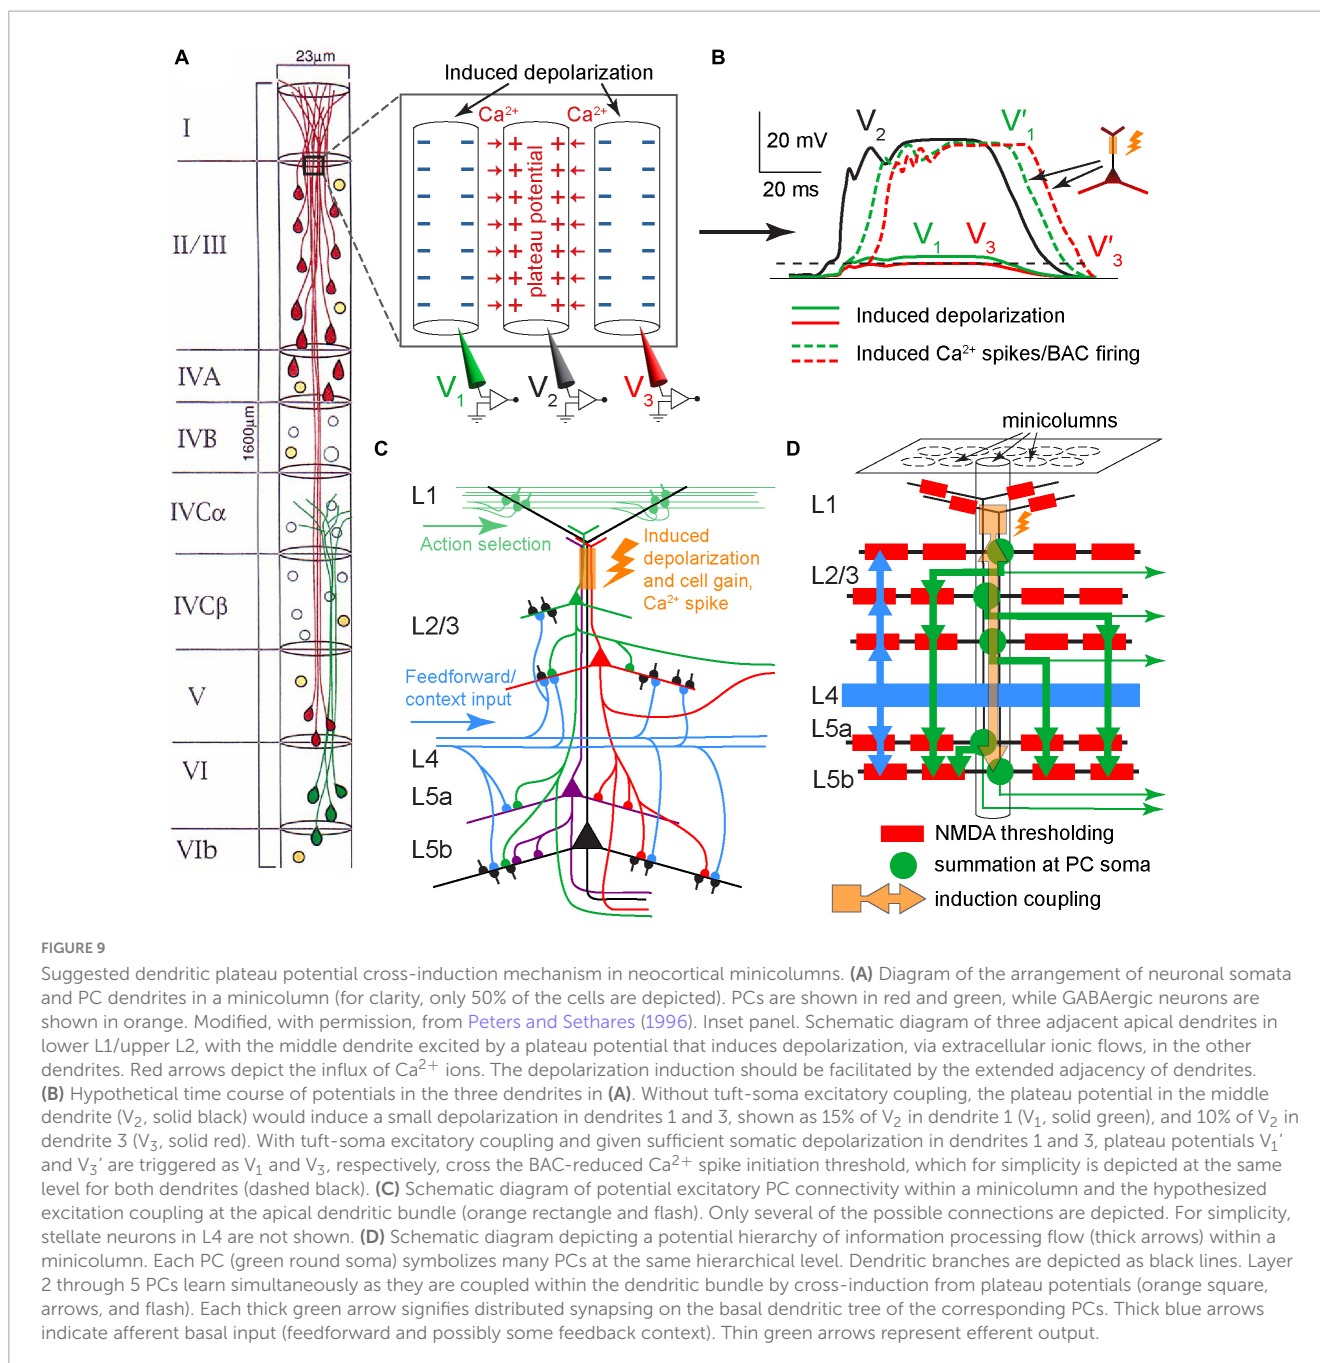 A
23µm
I
II/III
IVA
IVB
IVCα
IVCβ
V
VI
VIb
1600µm
Induced depolarization
Ca2+
Ca2+
plateau potential
V1
V2
V3
B
20 mV
20 ms
V2
V′1
V1
V3
V′3
Induced depolarization
Induced Ca2+ spikes/BAC firing
C
L1
Action selection
Induced
depolarization
and cell gain,
Ca2+ spike
L2/3
Feedforward/
context input
L4
L5a
L5b
D
minicolumns
L1
L2/3
L4
L5a
L5b
NMDA thresholding
summation at PC soma
induction coupling
FIGURE 9
Suggested dendritic plateau potential cross-induction mechanism in neocortical minicolumns. (A) Diagram of the arrangement of neuronal somata
and PC dendrites in a minicolumn (for clarity, only 50% of the cells are depicted). PCs are shown in red and green, while GABAergic neurons are
shown in orange. Modified, with permission, from Peters and Sethares (1996). Inset panel. Schematic diagram of three adjacent apical dendrites in
lower L1/upper L2, with the middle dendrite excited by a plateau potential that induces depolarization, via extracellular ionic flows, in the other
dendrites. Red arrows depict the influx of Ca2+ ions. The depolarization induction should be facilitated by the extended adjacency of dendrites.
(B) Hypothetical time course of potentials in the three dendrites in (A). Without tuft-soma excitatory coupling, the plateau potential in the middle
dendrite (V2, solid black) would induce a small depolarization in dendrites 1 and 3, shown as 15% of V2 in dendrite 1 (V1, solid green), and 10% of V2 in
dendrite 3 (V3, solid red). With tuft-soma excitatory coupling and given sufficient somatic depolarization in dendrites 1 and 3, plateau potentials V1′
and V3′ are triggered as V1 and V3, respectively, cross the BAC-reduced Ca2+ spike initiation threshold, which for simplicity is depicted at the same
level for both dendrites (dashed black). (C) Schematic diagram of potential excitatory PC connectivity within a minicolumn and the hypothesized
excitation coupling at the apical dendritic bundle (orange rectangle and flash). Only several of the possible connections are depicted. For simplicity,
stellate neurons in L4 are not shown. (D) Schematic diagram depicting a potential hierarchy of information processing flow (thick arrows) within a
minicolumn. Each PC (green round soma) symbolizes many PCs at the same hierarchical level. Dendritic branches are depicted as black lines. Layer
2 through 5 PCs learn simultaneously as they are coupled within the dendritic bundle by cross-induction from plateau potentials (orange square,
arrows, and flash). Each thick green arrow signifies distributed synapsing on the basal dendritic tree of the corresponding PCs. Thick blue arrows
indicate afferent basal input (feedforward and possibly some feedback context). Thin green arrows represent efferent output.